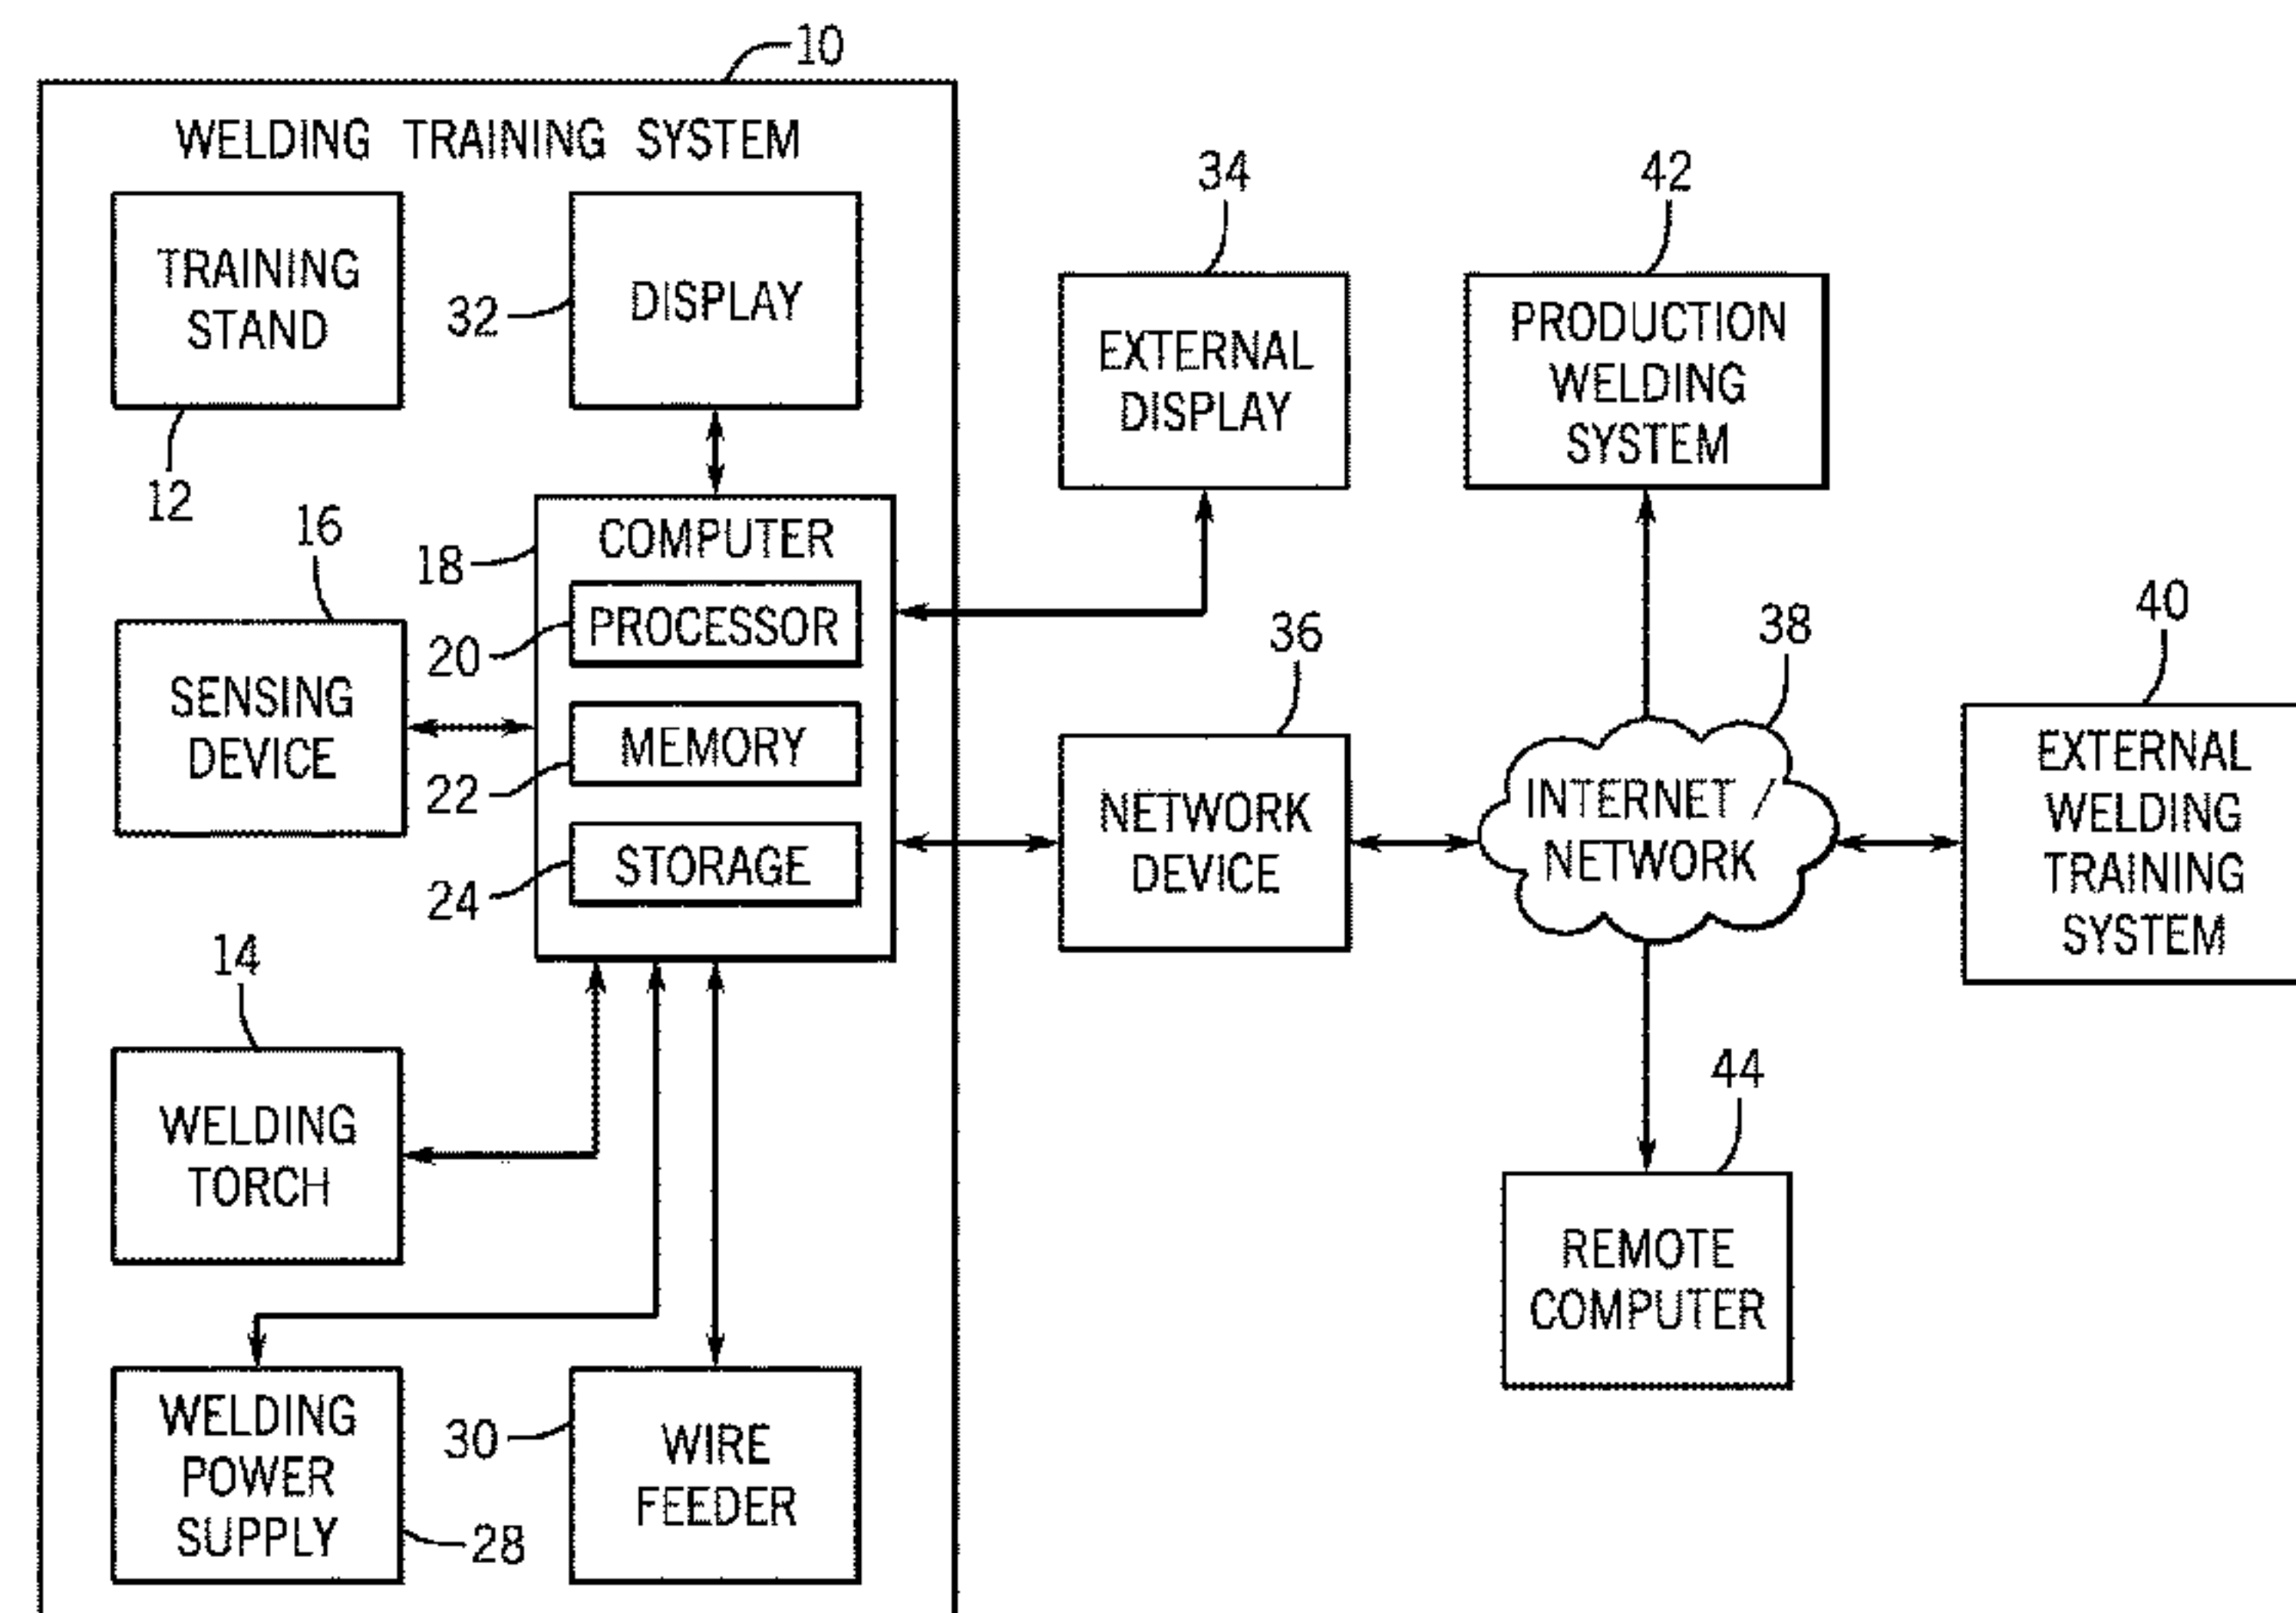 10
WELDING TRAINING SYSTEM
TRAINING
STAND
12
32
DISPLAY
34
EXTERNAL
DISPLAY
42
PRODUCTION
WELDING
SYSTEM
16
SENSING
DEVICE
18
COMPUTER
20
PROCESSOR
22
MEMORY
24
STORAGE
36
NETWORK
DEVICE
38
INTERNET /
NETWORK
40
EXTERNAL
WELDING
TRAINING
SYSTEM
14
WELDING
TORCH
44
REMOTE
COMPUTER
WELDING
POWER
SUPPLY
28
30
WIRE
FEEDER